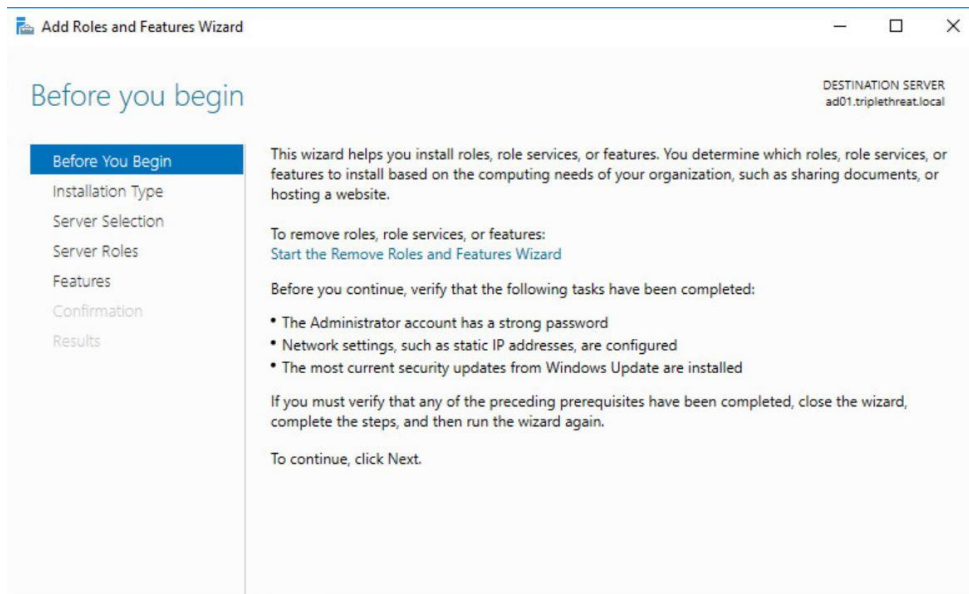 Add Roles and Features Wizard
Before you begin
DESTINATION SERVER
ad01.triplethreat.local
Before You Begin
Installation Type
Server Selection
Server Roles
Features
Confirmation
Results
This wizard helps you install roles, role services, or features. You determine which roles, role services, or
features to install based on the computing needs of your organization, such as sharing documents, or
hosting a website.
To remove roles, role services, or features:
Start the Remove Roles and Features Wizard
Before you continue, verify that the following tasks have been completed:
• The Administrator account has a strong password
• Network settings, such as static IP addresses, are configured
• The most current security updates from Windows Update are installed
If you must verify that any of the preceding prerequisites have been completed, close the wizard,
complete the steps, and then run the wizard again.
To continue, click Next.